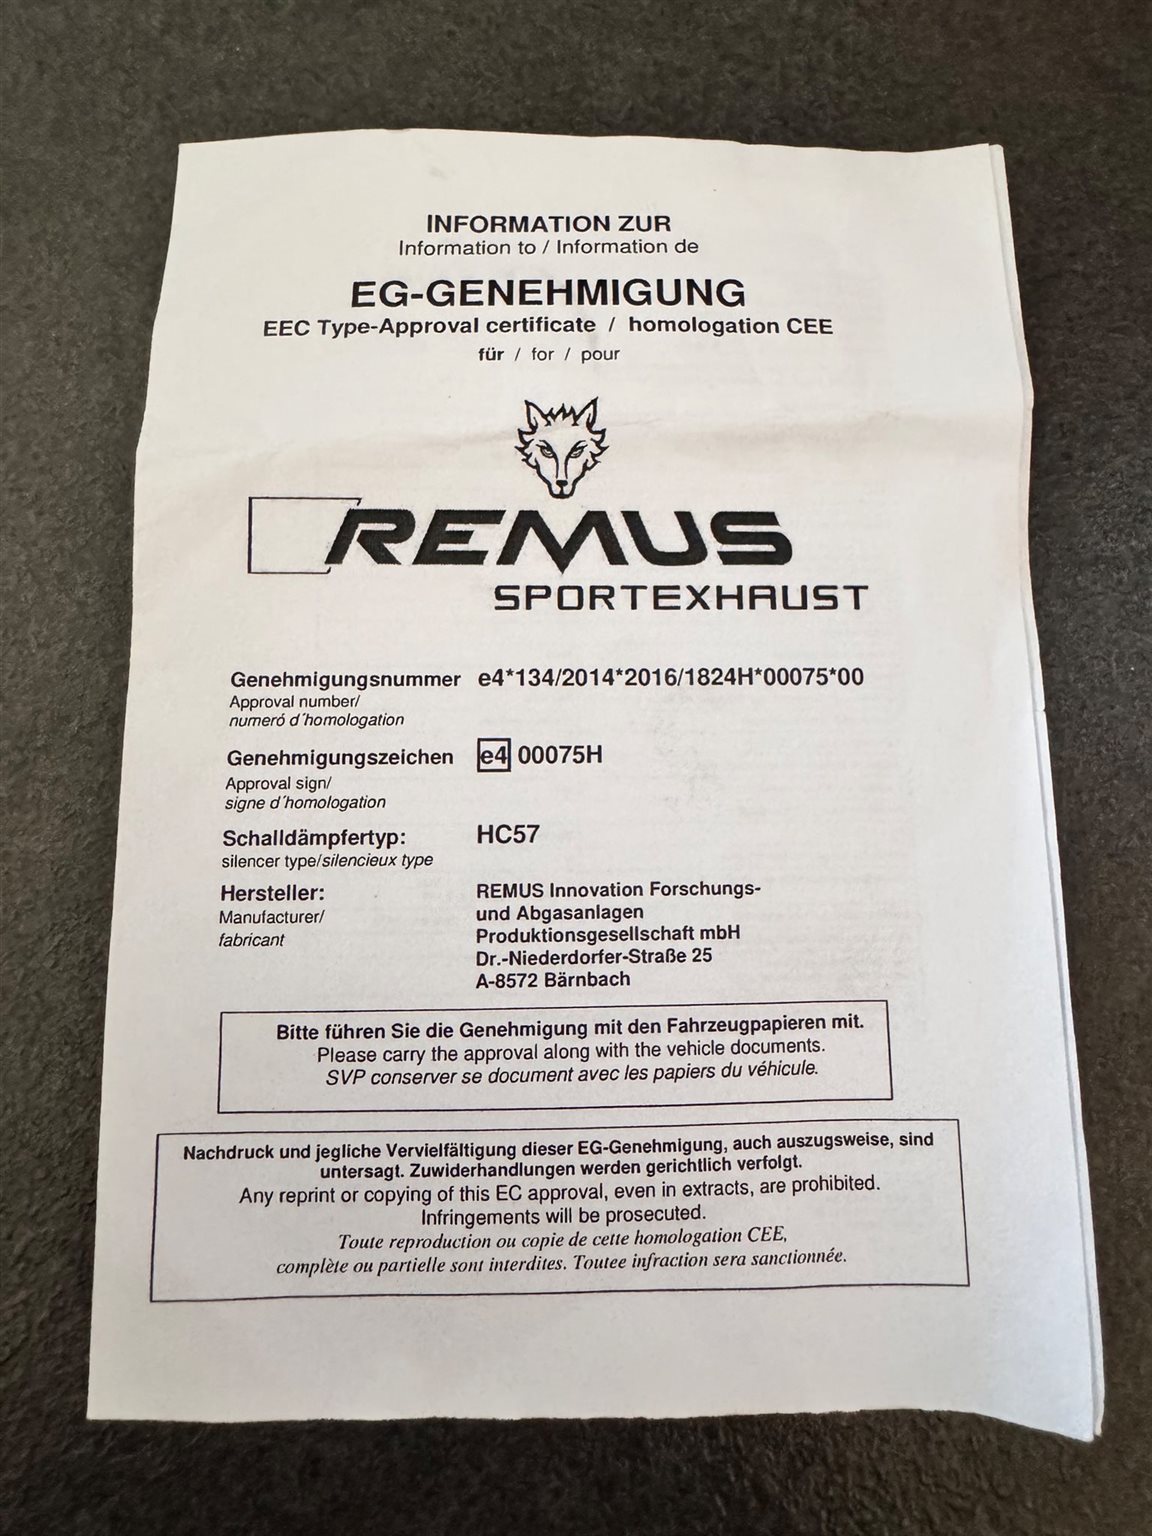 INFORMATION ZUR
Information to / Information de
EG-GENEHMIGUNG
EEC Type-Approval certificate / homologation CEE
für / for / pour
REMUS
SPORTEXHAUST
Genehmigungsnummer e4*134/2014*2016/1824H*00075*00
Approval number/
numeró d´homologation
Genehmigungszeichen e4 00075H
Approval sign/
signe d´homologation
Schalldämpfertyp: HC57
silencer type/silencieux type
Hersteller: REMUS Innovation Forschungs-
Manufacturer/ und Abgasanlagen
fabricant Produktionsgesellschaft mbH
Dr.-Niederdorfer-Straße 25
A-8572 Bärnbach
Bitte führen Sie die Genehmigung mit den Fahrzeugpapieren mit.
Please carry the approval along with the vehicle documents.
SVP conserver se document avec les papiers du véhicule.
Nachdruck und jegliche Vervielfältigung dieser EG-Genehmigung, auch auszugsweise, sind
untersagt. Zuwiderhandlungen werden gerichtlich verfolgt.
Any reprint or copying of this EC approval, even in extracts, are prohibited.
Infringements will be prosecuted.
Toute reproduction ou copie de cette homologation CEE,
complète ou partielle sont interdites. Toutee infraction sera sanctionnée.